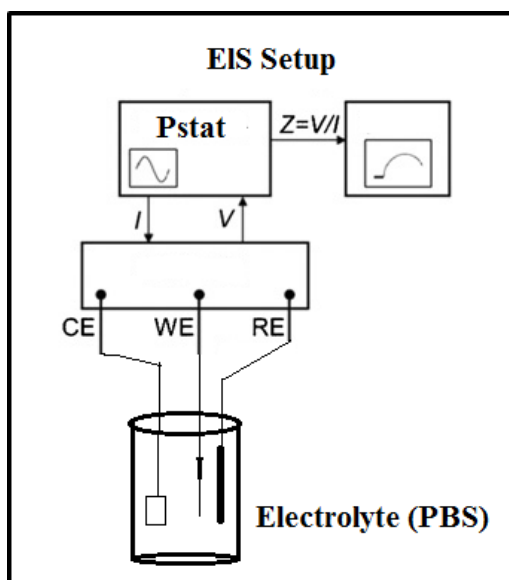 EIS Setup
Pstat
Z=V/I
I
V
CE
WE
RE
Electrolyte (PBS)